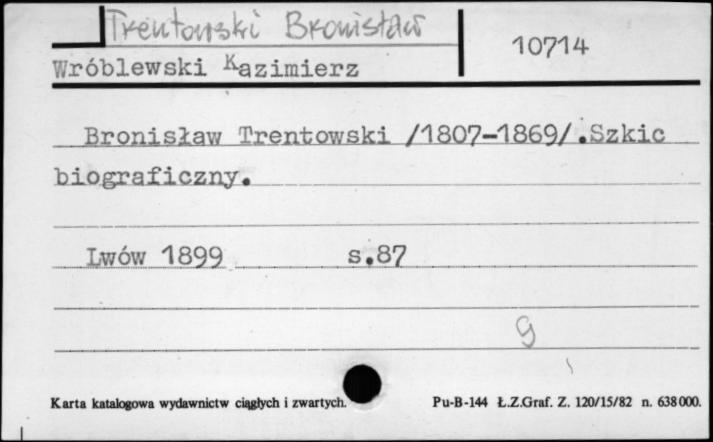 Trentowski Bronisław
10714
Wróblewski Kazimierz
Bronisław Trentowski /1807-1869/.Szkic
biograficzny.
Lwów 1899 s.87
g
Karta katalogowa wydawnictw ciągłych i zwartych. Pu-B-144 Ł.Z.Graf. Z. 120/15/82 n. 638000.